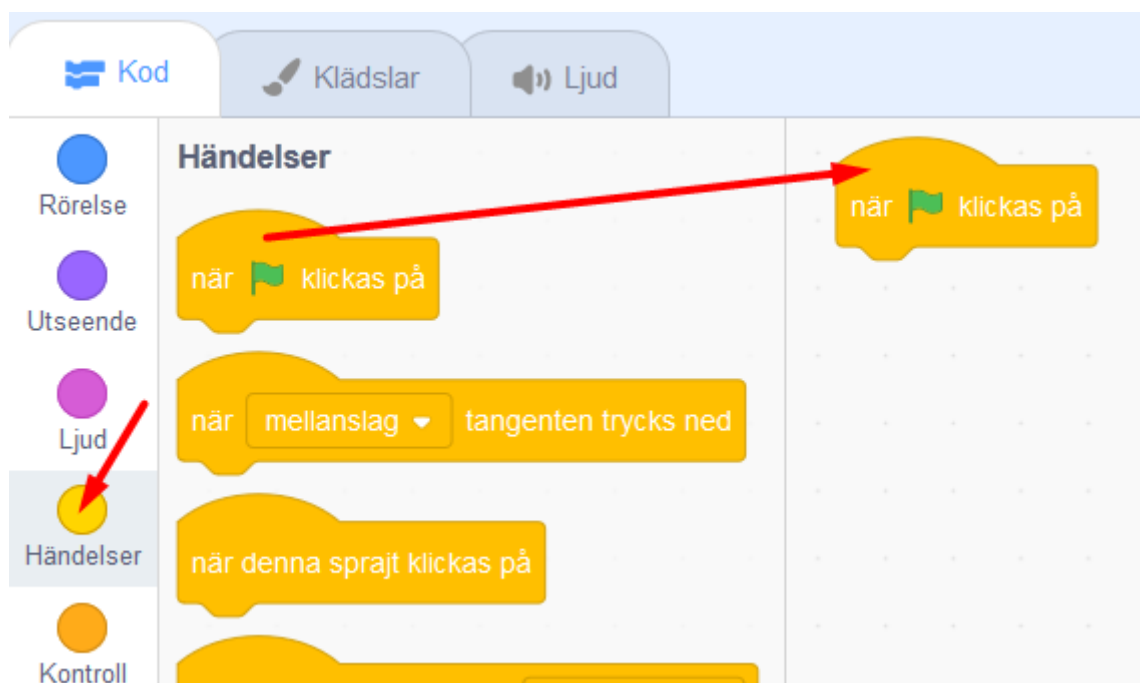 Kod
Klädslar
Ljud
Rörelse
Utseende
Ljud
Händelser
Kontroll
Händelser
när klickas på
när mellanslag tangenten trycks ned
när denna sprajt klickas på
när klickas på